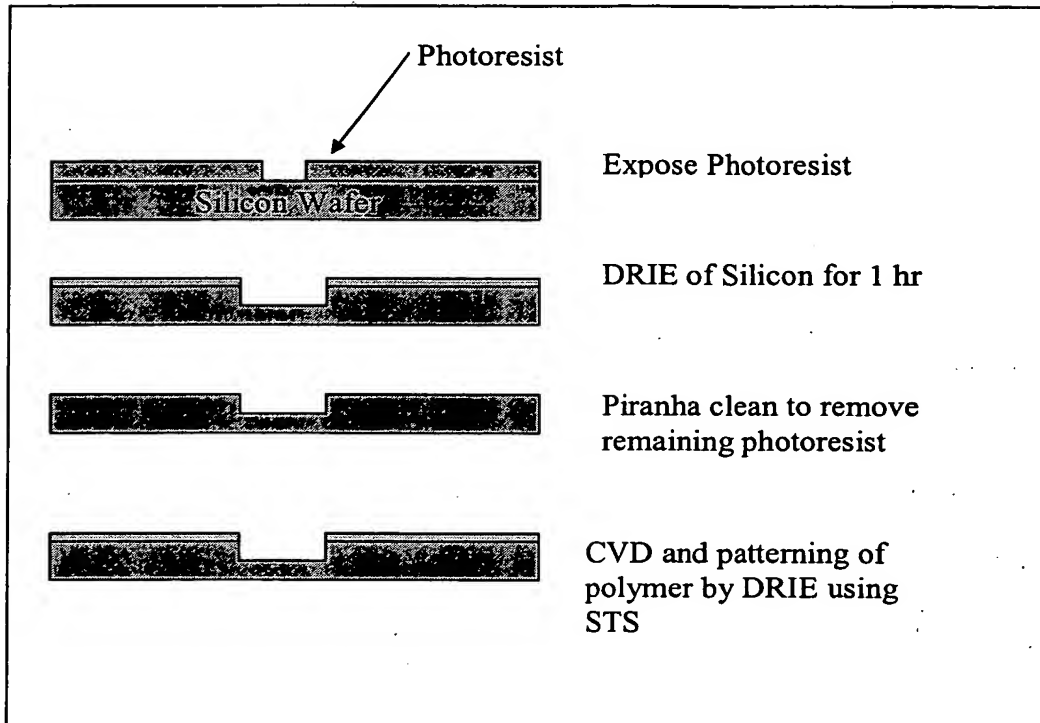 Photoresist
Expose Photoresist
Silicon Wafer
DRIE of Silicon for 1 hr
Piranha clean to remove
remaining photoresist
CVD and patterning of
polymer by DRIE using
STS